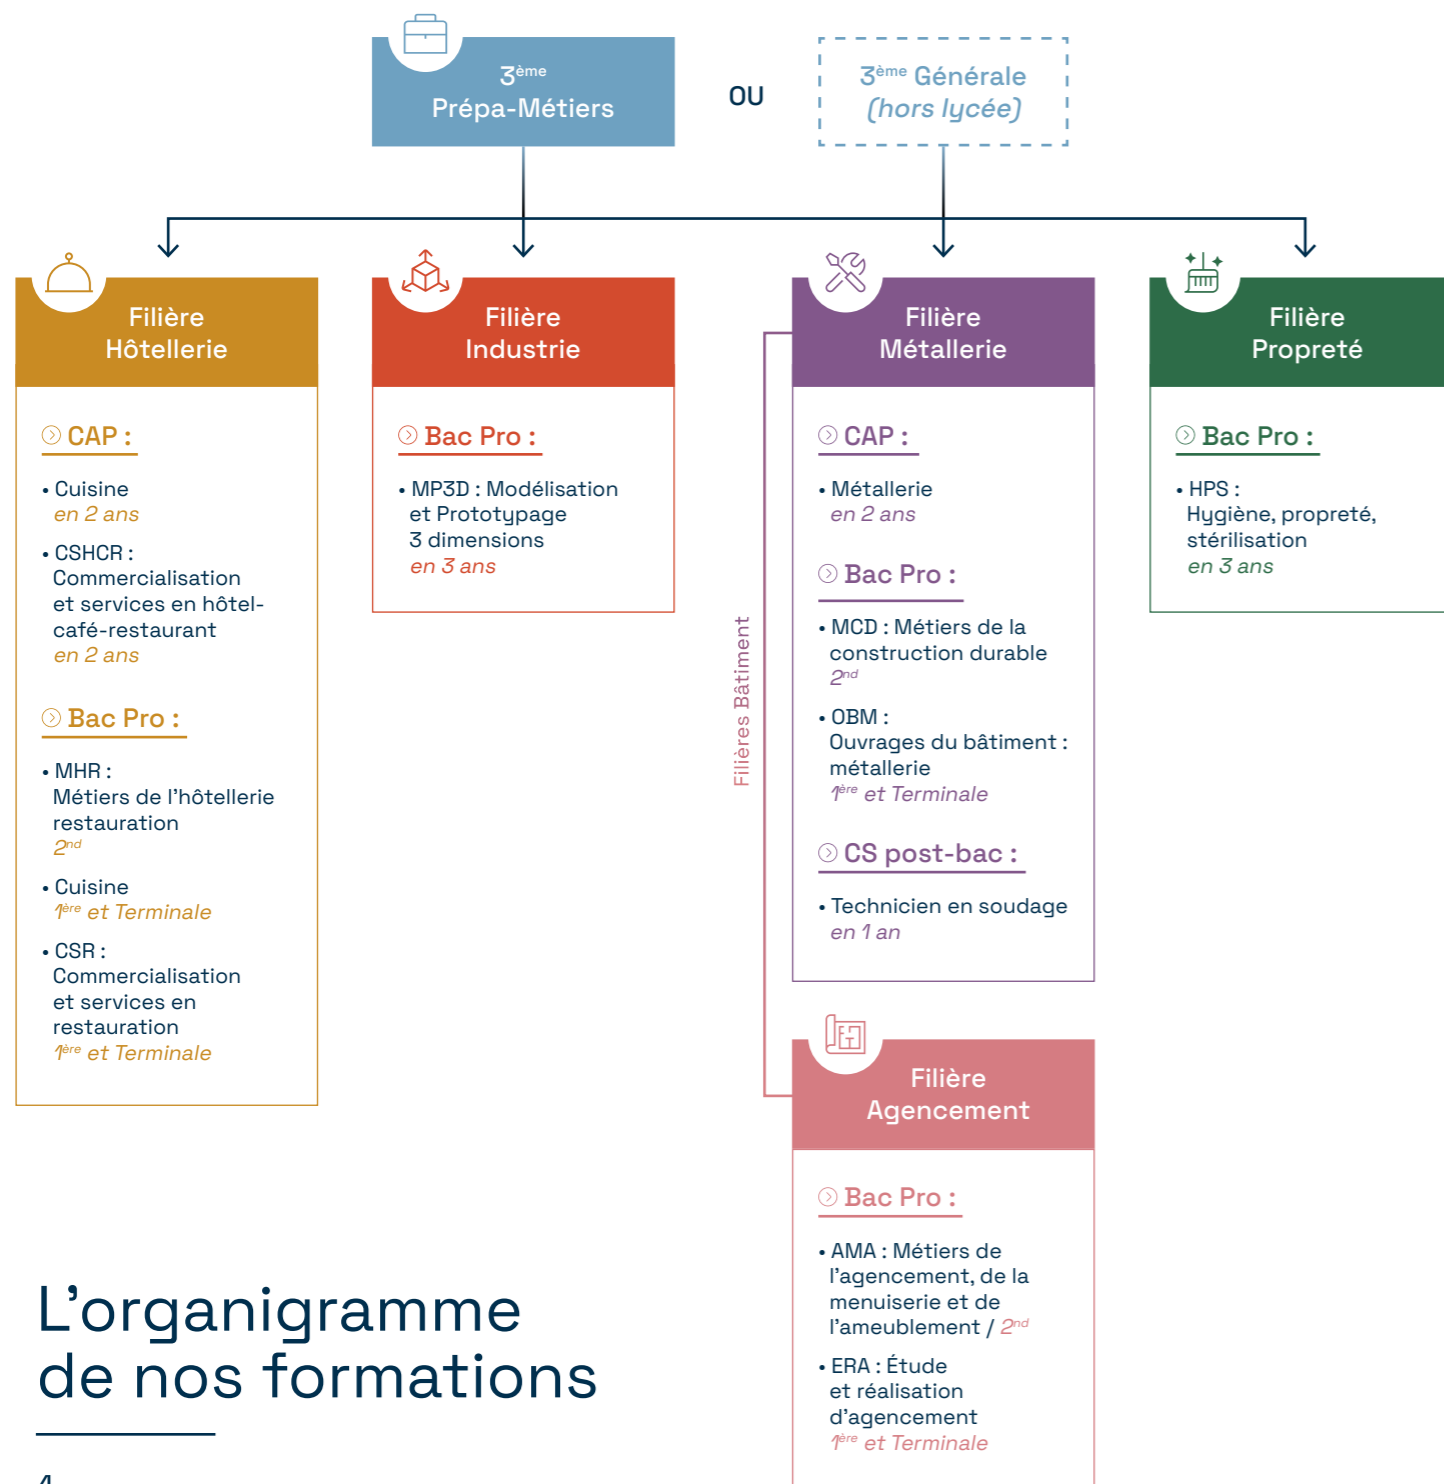 3ème
Prépa-Métiers
OU
3ème Générale
(hors lycée)
Filière
Hôtellerie
CAP :
• Cuisine
en 2 ans
• CSHCR :
Commercialisation
et services en hôtel-
café-restaurant
en 2 ans
Bac Pro :
• MHR :
Métiers de l'hôtellerie
restauration
2nd
• Cuisine
1ère et Terminale
• CSR :
Commercialisation
et services en
restauration
1ère et Terminale
Filière
Industrie
Bac Pro :
• MP3D : Modélisation
et Prototypage
3 dimensions
en 3 ans
Filières Bâtiment
Filière
Métallerie
CAP :
• Métallerie
en 2 ans
Bac Pro :
• MCD : Métiers de la
construction durable
2nd
• OBM :
Ouvrages du bâtiment :
métallerie
1ère et Terminale
CS post-bac :
• Technicien en soudage
en 1 an
Filière
Agencement
Bac Pro :
• AMA : Métiers de
l'agencement, de la
menuiserie et de
l'ameublement / 2nd
• ERA : Étude
et réalisation
d'agencement
1ère et Terminale
Filière
Propreté
Bac Pro :
• HPS :
Hygiène, propreté,
stérilisation
en 3 ans
L'organigramme
de nos formations